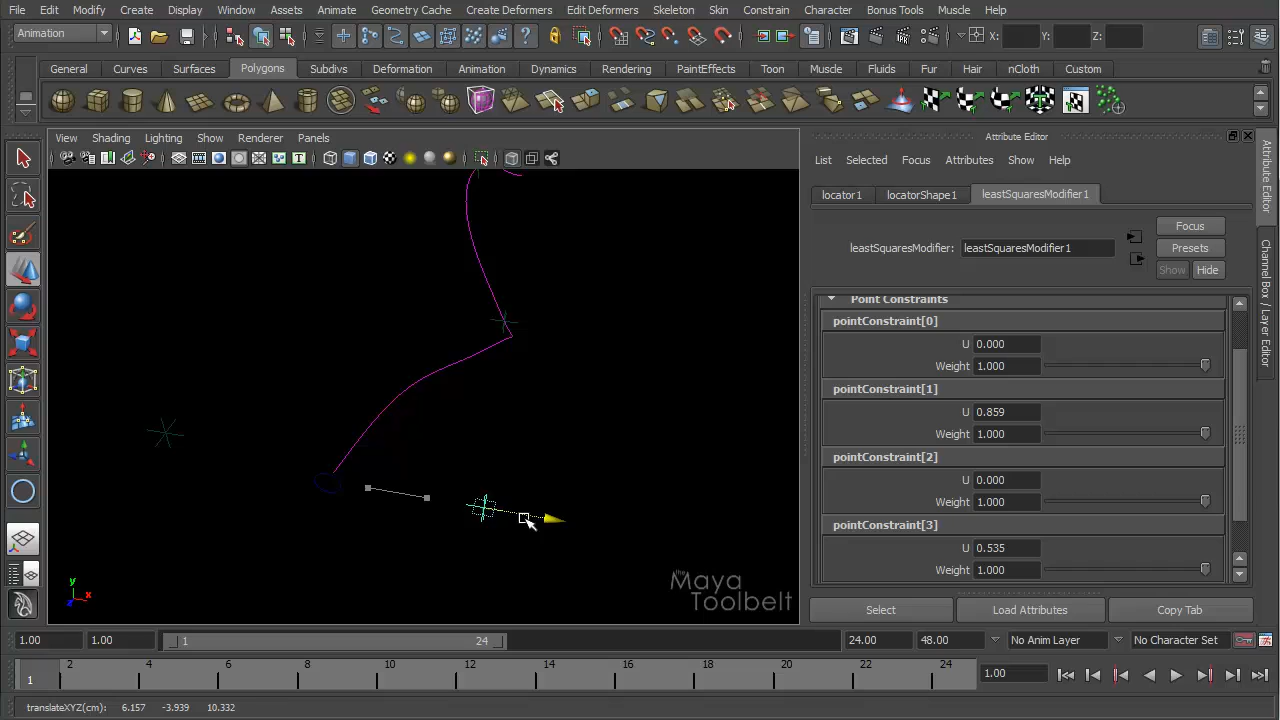 File Edit Modify Create Display Window Assets Animate Geometry Cache Create Deformers Edit Deformers Skeleton Skin Constrain Character Bonus Tools Muscle Help
Animation X: Y: Z:
General Curves Surfaces Polygons Subdivs Deformation Animation Dynamics Rendering PaintEffects Toon Muscle Fluids Fur Hair nCloth Custom
View Shading Lighting Show Renderer Panels
Attribute Editor
List Selected Focus Attributes Show Help
locator1 locatorShape1 leastSquaresModifier1
leastSquaresModifier: leastSquaresModifier1
Focus
Presets
Show Hide
Point Constraints
pointConstraint[0]
U 0.000
Weight 1.000
pointConstraint[1]
U 0.859
Weight 1.000
pointConstraint[2]
U 0.000
Weight 1.000
pointConstraint[3]
U 0.535
Weight 1.000
Select Load Attributes Copy Tab
Attribute Editor
Channel Box / Layer Editor
y
x
z
the Maya Toolbelt
1.00 1.00 1 24 24.00 48.00 No Anim Layer No Character Set
2 4 6 8 10 12 14 16 18 20 22 24
1 1.00
translateXYZ(cm): 6.157 -3.939 10.332